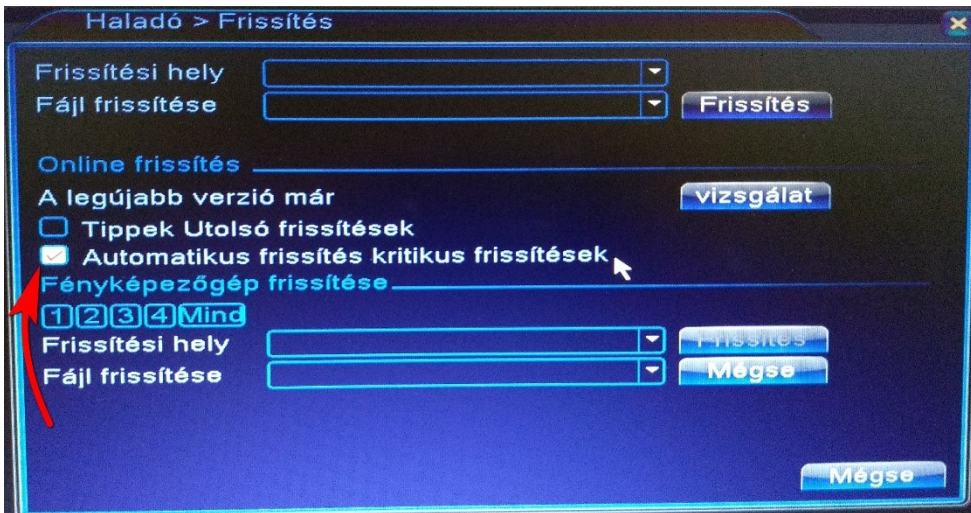 Haladó > Frissítés
Frissítési hely
Fájl frissítése Frissítés
Online frissítés
A legújabb verzió már vizsgálat
Tippek Utolsó frissítések
Automatikus frissítés kritikus frissítések
Fényképezőgép frissítése
1 2 3 4 Mind
Frissítési hely Frissítés
Fájl frissítése Mégse
Mégse